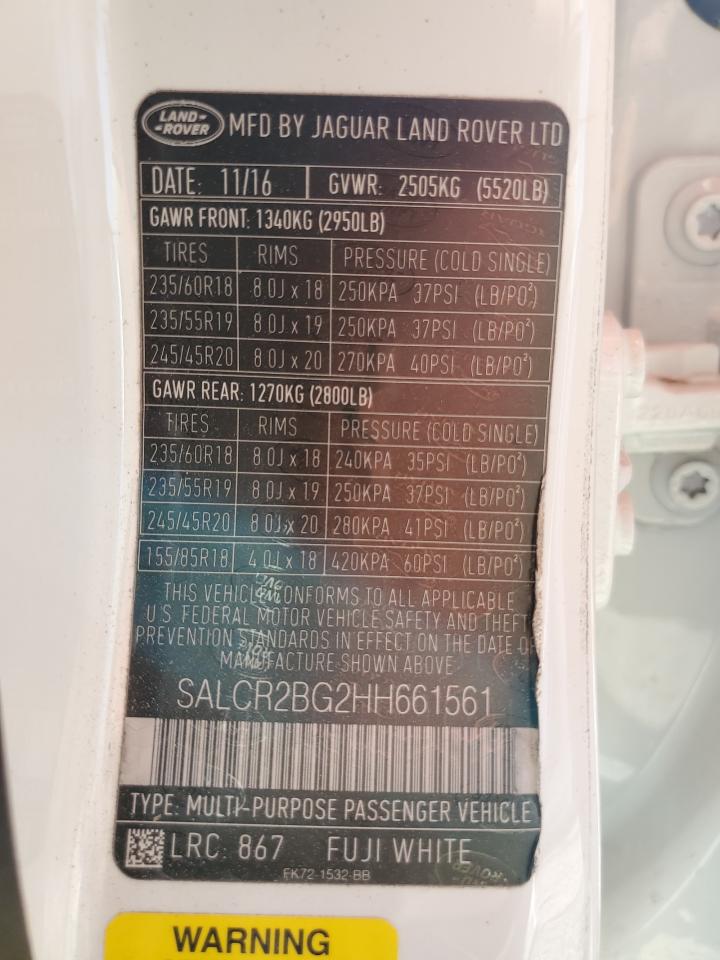 LAND-
-ROVER MFD BY JAGUAR LAND ROVER LTD
DATE: 11/16 GVWR: 2505KG (5520LB)
GAWR FRONT: 1340KG (2950LB)
TIRES RIMS PRESSURE (COLD SINGLE)
235/60R18 8.0J x 18 250KPA 37PSI (LB/PO²)
235/55R19 8.0J x 19 250KPA 37PSI (LB/PO²)
245/45R20 8.0J x 20 270KPA 40PSI (LB/PO²)
GAWR REAR: 1270KG (2800LB)
TIRES RIMS PRESSURE (COLD SINGLE)
235/60R18 8.0J x 18 240KPA 35PSI (LB/PO²)
235/55R19 8.0J x 19 250KPA 37PSI (LB/PO²)
245/45R20 8.0J x 20 280KPA 41PSI (LB/PO²)
155/85R18 4.0J x 18 420KPA 60PSI (LB/PO²)
THIS VEHICLE CONFORMS TO ALL APPLICABLE
U.S. FEDERAL MOTOR VEHICLE SAFETY AND THEFT
PREVENTION STANDARDS IN EFFECT ON THE DATE OF
MANUFACTURE SHOWN ABOVE
SALCR2BG2HH661561
TYPE: MULTI-PURPOSE PASSENGER VEHICLE
LRC: 867 FUJI WHITE
FK72-1532-BB
WARNING